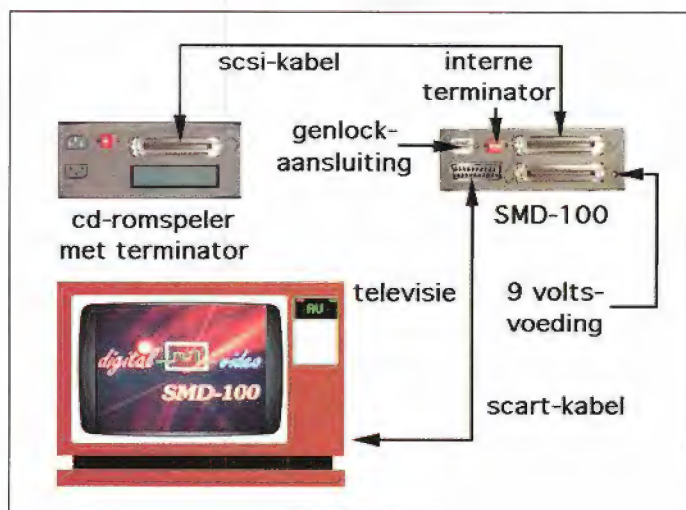 scsi-kabel
interne
terminator
genlock-
aansluiting
cd-romspeler
met terminator
SMD-100
televisie
9 volts-
voeding
AV
digital
video
SMD-100
scart-kabel